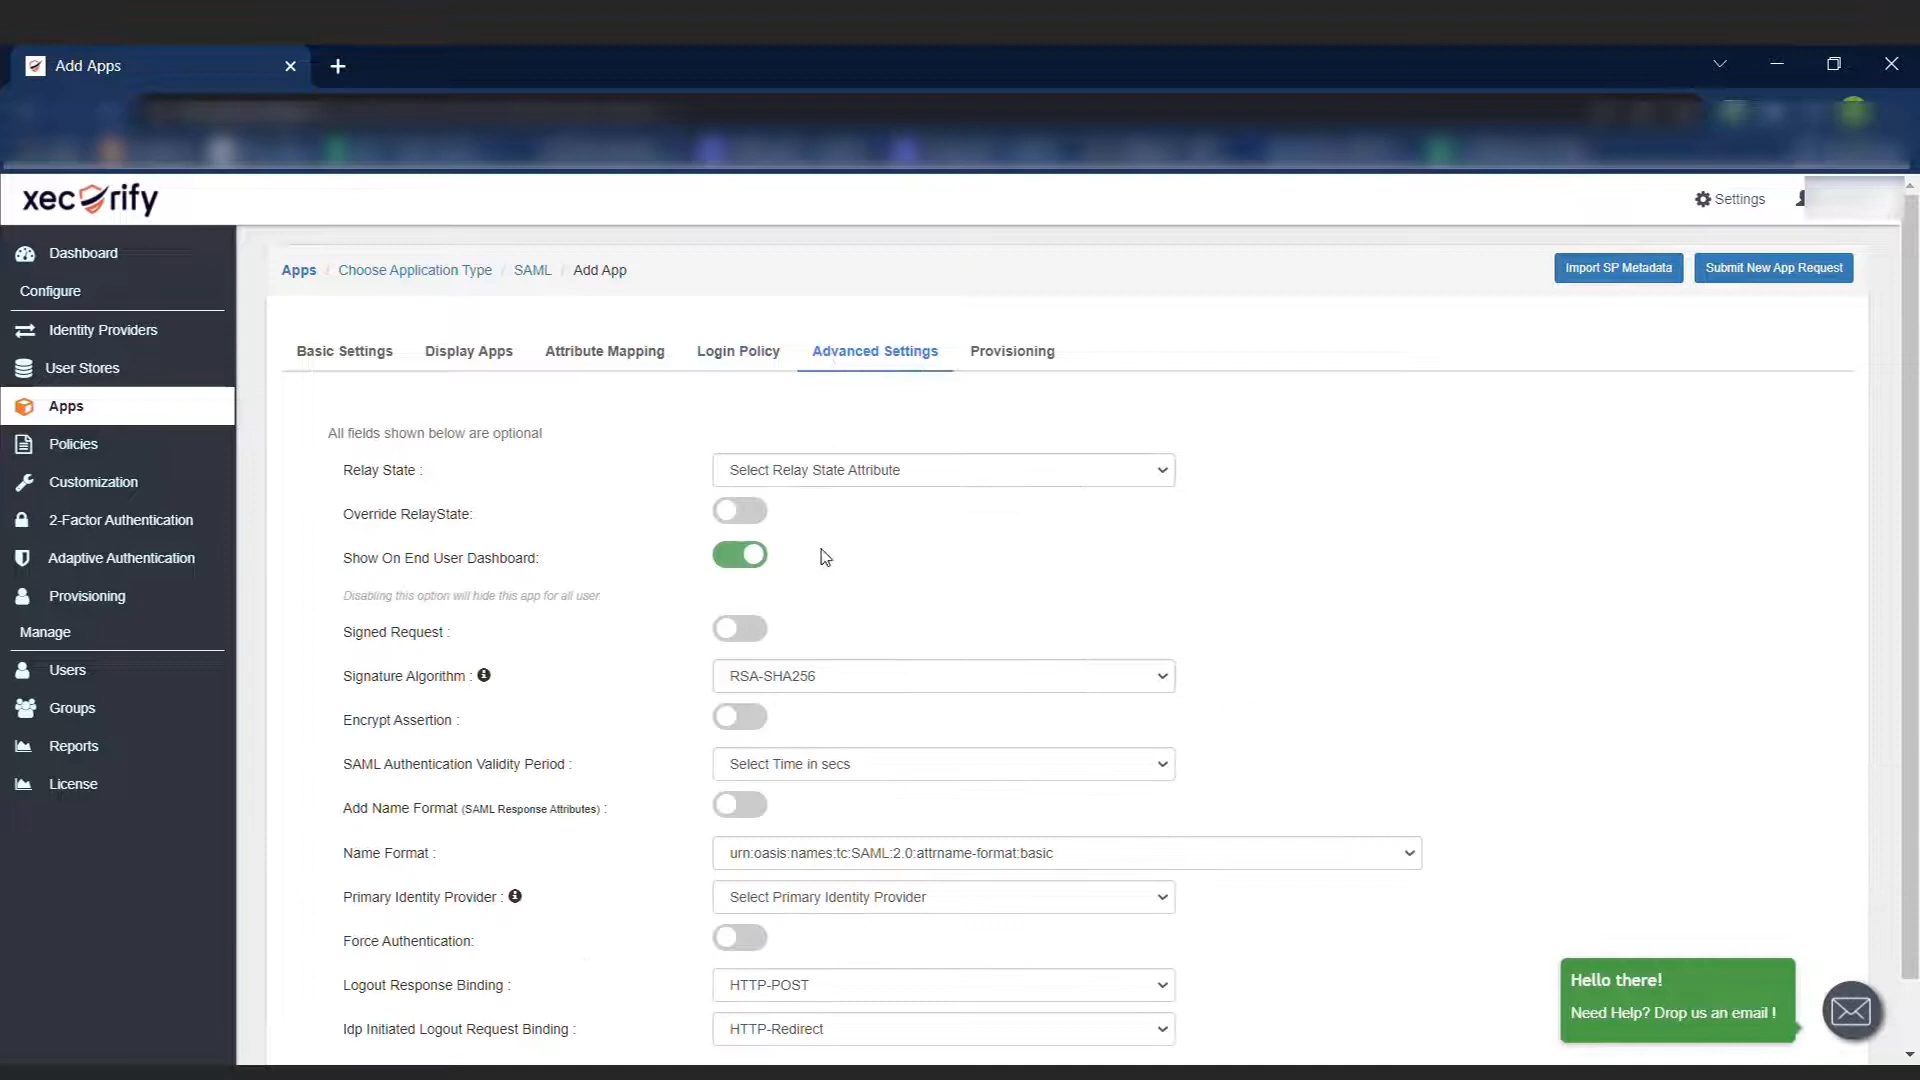 Add Apps
xecurify
Settings
Dashboard
Configure
Identity Providers
User Stores
Apps
Policies
Customization
2-Factor Authentication
Adaptive Authentication
Provisioning
Manage
Users
Groups
Reports
License
Apps / Choose Application Type / SAML / Add App
Import SP Metadata
Submit New App Request
Basic Settings
Display Apps
Attribute Mapping
Login Policy
Advanced Settings
Provisioning
All fields shown below are optional
Relay State :
Select Relay State Attribute
Override RelayState:
Show On End User Dashboard:
Disabling this option will hide this app for all user.
Signed Request :
Signature Algorithm :
RSA-SHA256
Encrypt Assertion :
SAML Authentication Validity Period :
Select Time in secs
Add Name Format (SAML Response Attributes) :
Name Format :
urn:oasis:names:tc:SAML:2.0:attrname-format:basic
Primary Identity Provider :
Select Primary Identity Provider
Force Authentication:
Logout Response Binding :
HTTP-POST
Idp Initiated Logout Request Binding :
HTTP-Redirect
Hello there!
Need Help? Drop us an email !